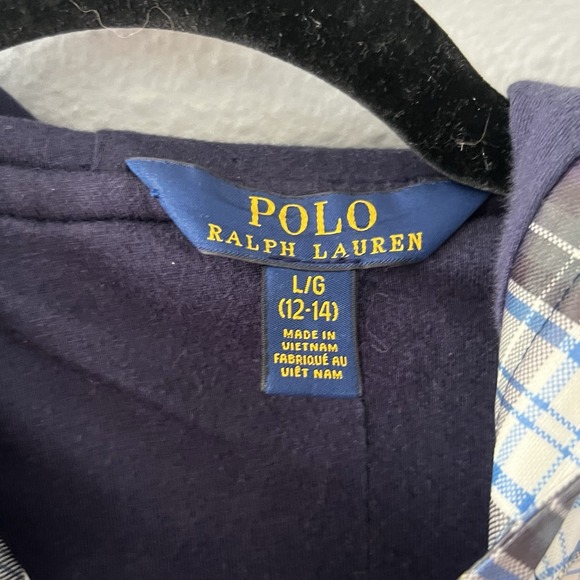 POLO
RALPH LAUREN
L/G
(12-14)
MADE IN
VIETNAM
FABRIQUÉ AU
VIÊT NAM